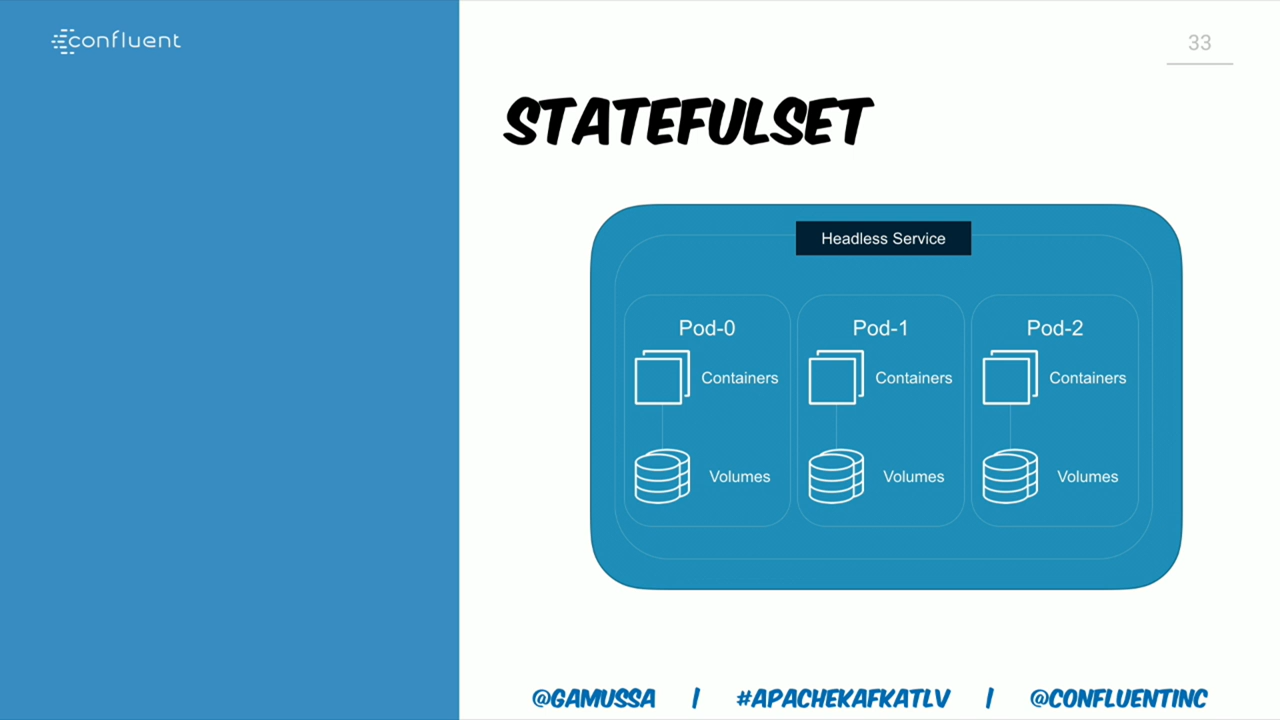 confluent
33
STATEFULSET
Headless Service
Pod-0
Containers
Volumes
Pod-1
Containers
Volumes
Pod-2
Containers
Volumes
@GAMUSSA | #APACHEKAFKATLV | @CONFLUENTINC